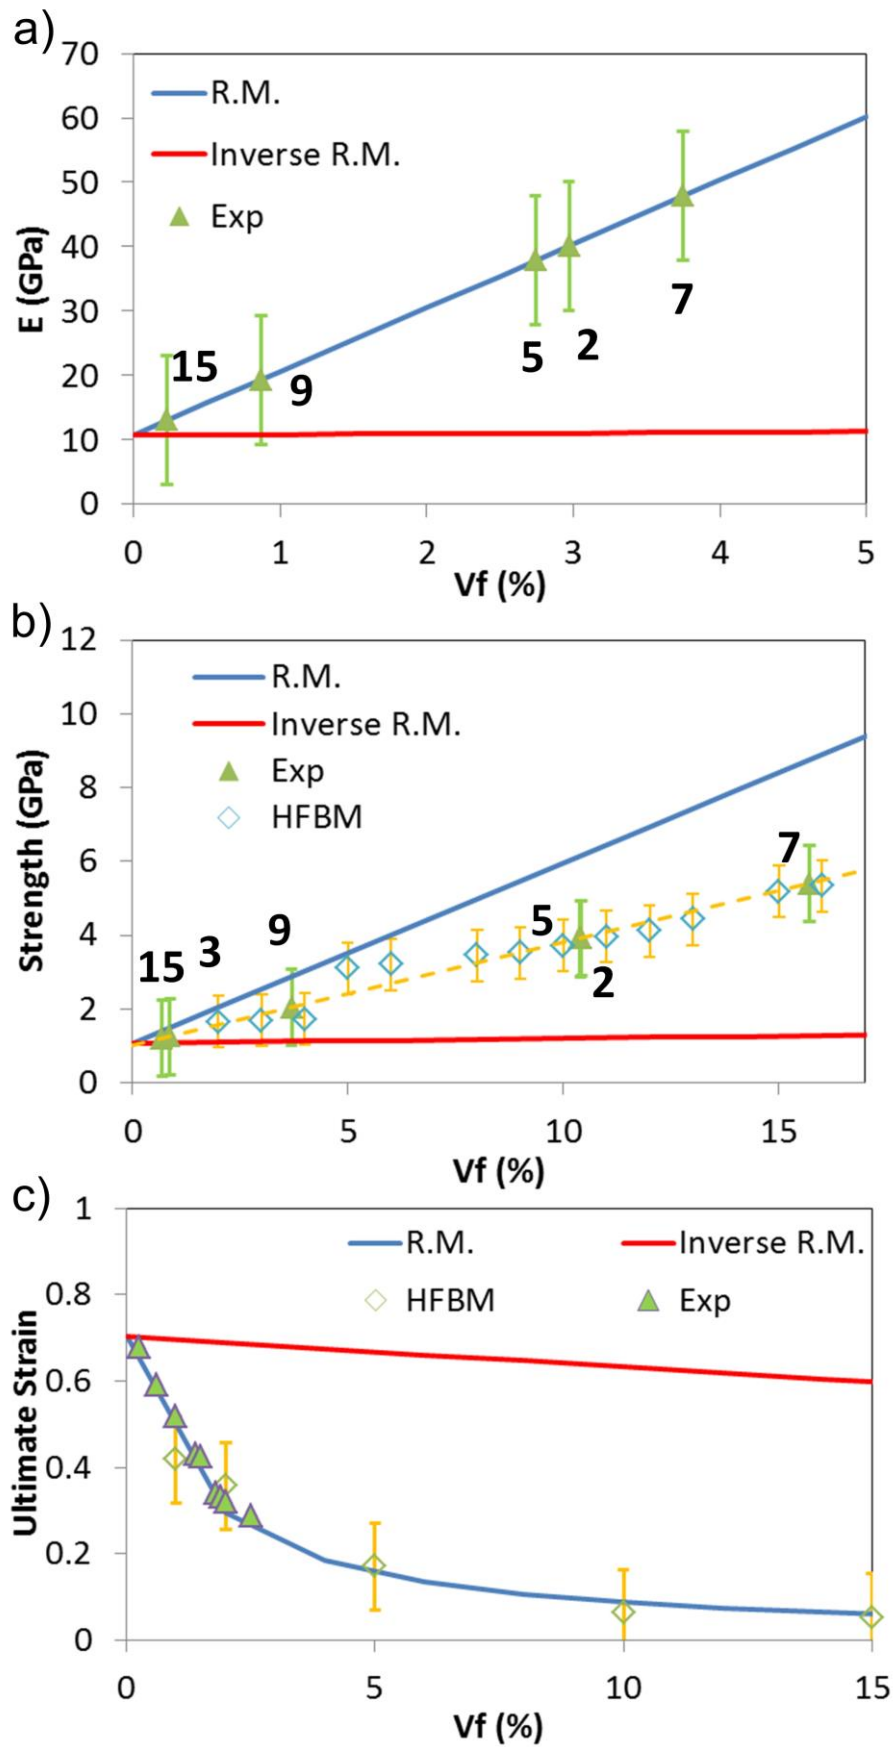 a)
70
60
50
40
30
20
10
0
E (GPa)
R.M.
Inverse R.M.
Exp
15
9
5
2
7
0 1 2 3 4 5
Vf (%)
b)
12
10
8
6
4
2
0
Strength (GPa)
R.M.
Inverse R.M.
Exp
HFBM
15
3
9
5
2
7
0 5 10 15
Vf (%)
c)
1
0.8
0.6
0.4
0.2
0
Ultimate Strain
R.M. Inverse R.M.
HFBM Exp
0 5 10 15
Vf (%)